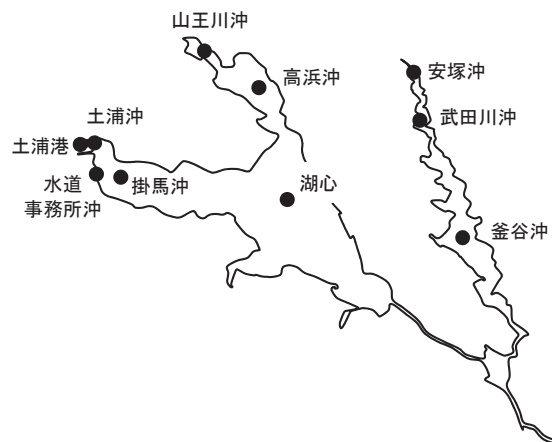 山王川沖
高浜沖
安塚沖
武田川沖
土浦沖
土浦港
水道
事務所沖
掛馬沖
湖心
釜谷沖